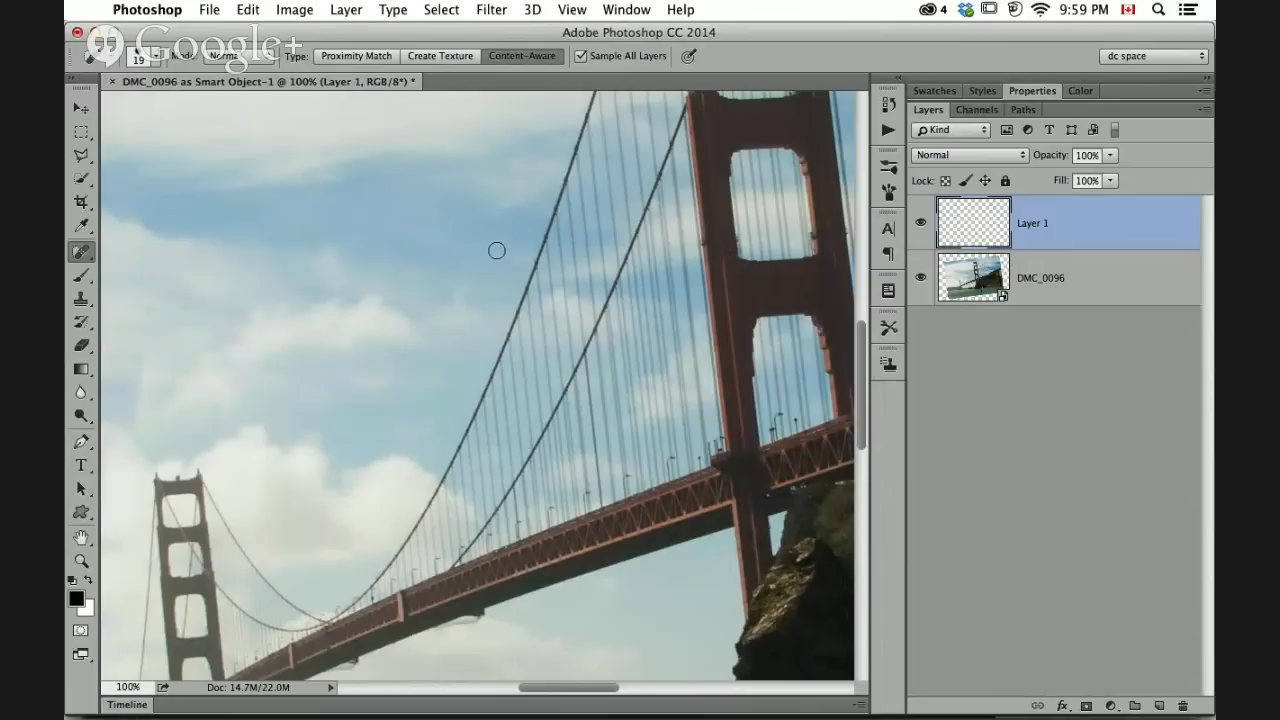 Photoshop File Edit Image Layer Type Select Filter 3D View Window Help 4 9:59 PM
Adobe Photoshop CC 2014
Google+
19 Mode: Type: Proximity Match Create Texture Content-Aware Sample All Layers dc space
× DMC_0096 as Smart Object-1 @ 100% (Layer 1, RGB/8*) *
Swatches Styles Properties Color
Layers Channels Paths
Kind
Normal Opacity: 100%
Lock: Fill: 100%
Layer 1
DMC_0096
100% Doc: 14.7M/22.0M
Timeline